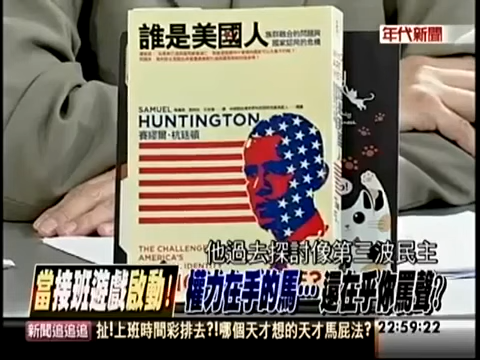 年代新聞
誰是美國人
族群融合的問題與
國家認同的危機
SAMUEL
HUNTINGTON
賽繆爾・杭廷頓
THE CHALLENGES
AMERICA'S
IDENTITY
他過去探討像第三波民主
當接班遊戲啟動! 權力在手的馬…還在乎你罵聲?
新聞追追追 扯!上班時間彩排去?!哪個天才想的天才馬屁法? 22:59:22